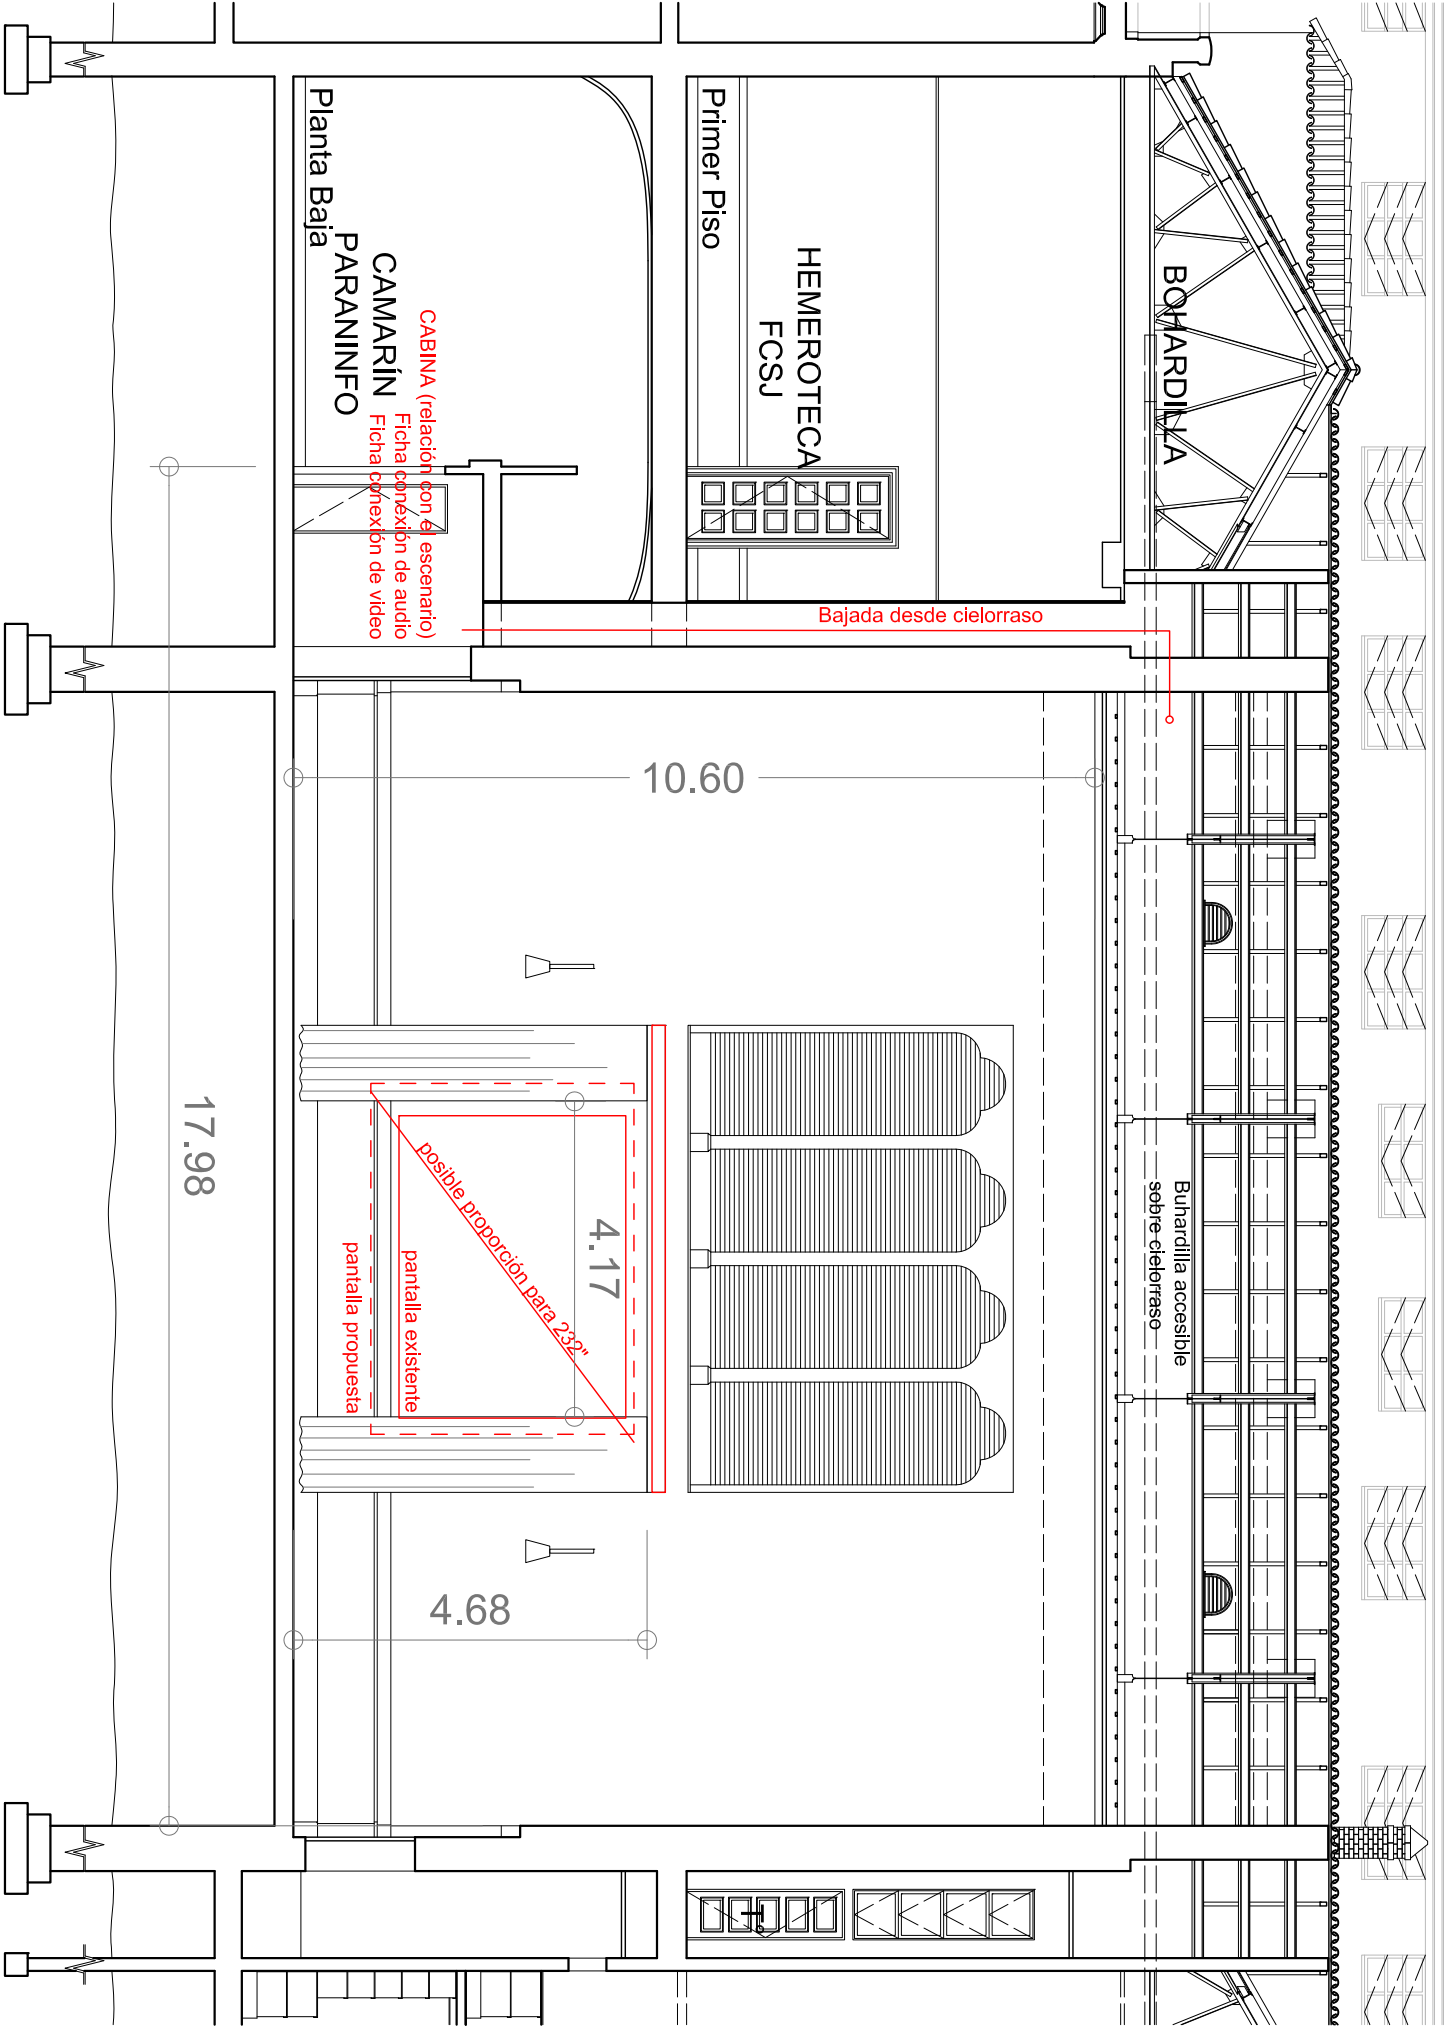 BOHARDILLA
HEMEROTECA
FCSJ
Primer Piso
Bajada desde cielorraso
Buhardilla accesible
sobre cielorraso
10.60
CABINA (relación con el escenario)
Ficha conexión de audio
Ficha conexión de video
CAMARÍN
PARANINFO
Planta Baja
4.17
posible proporción para 232"
pantalla existente
pantalla propuesta
4.68
17.98